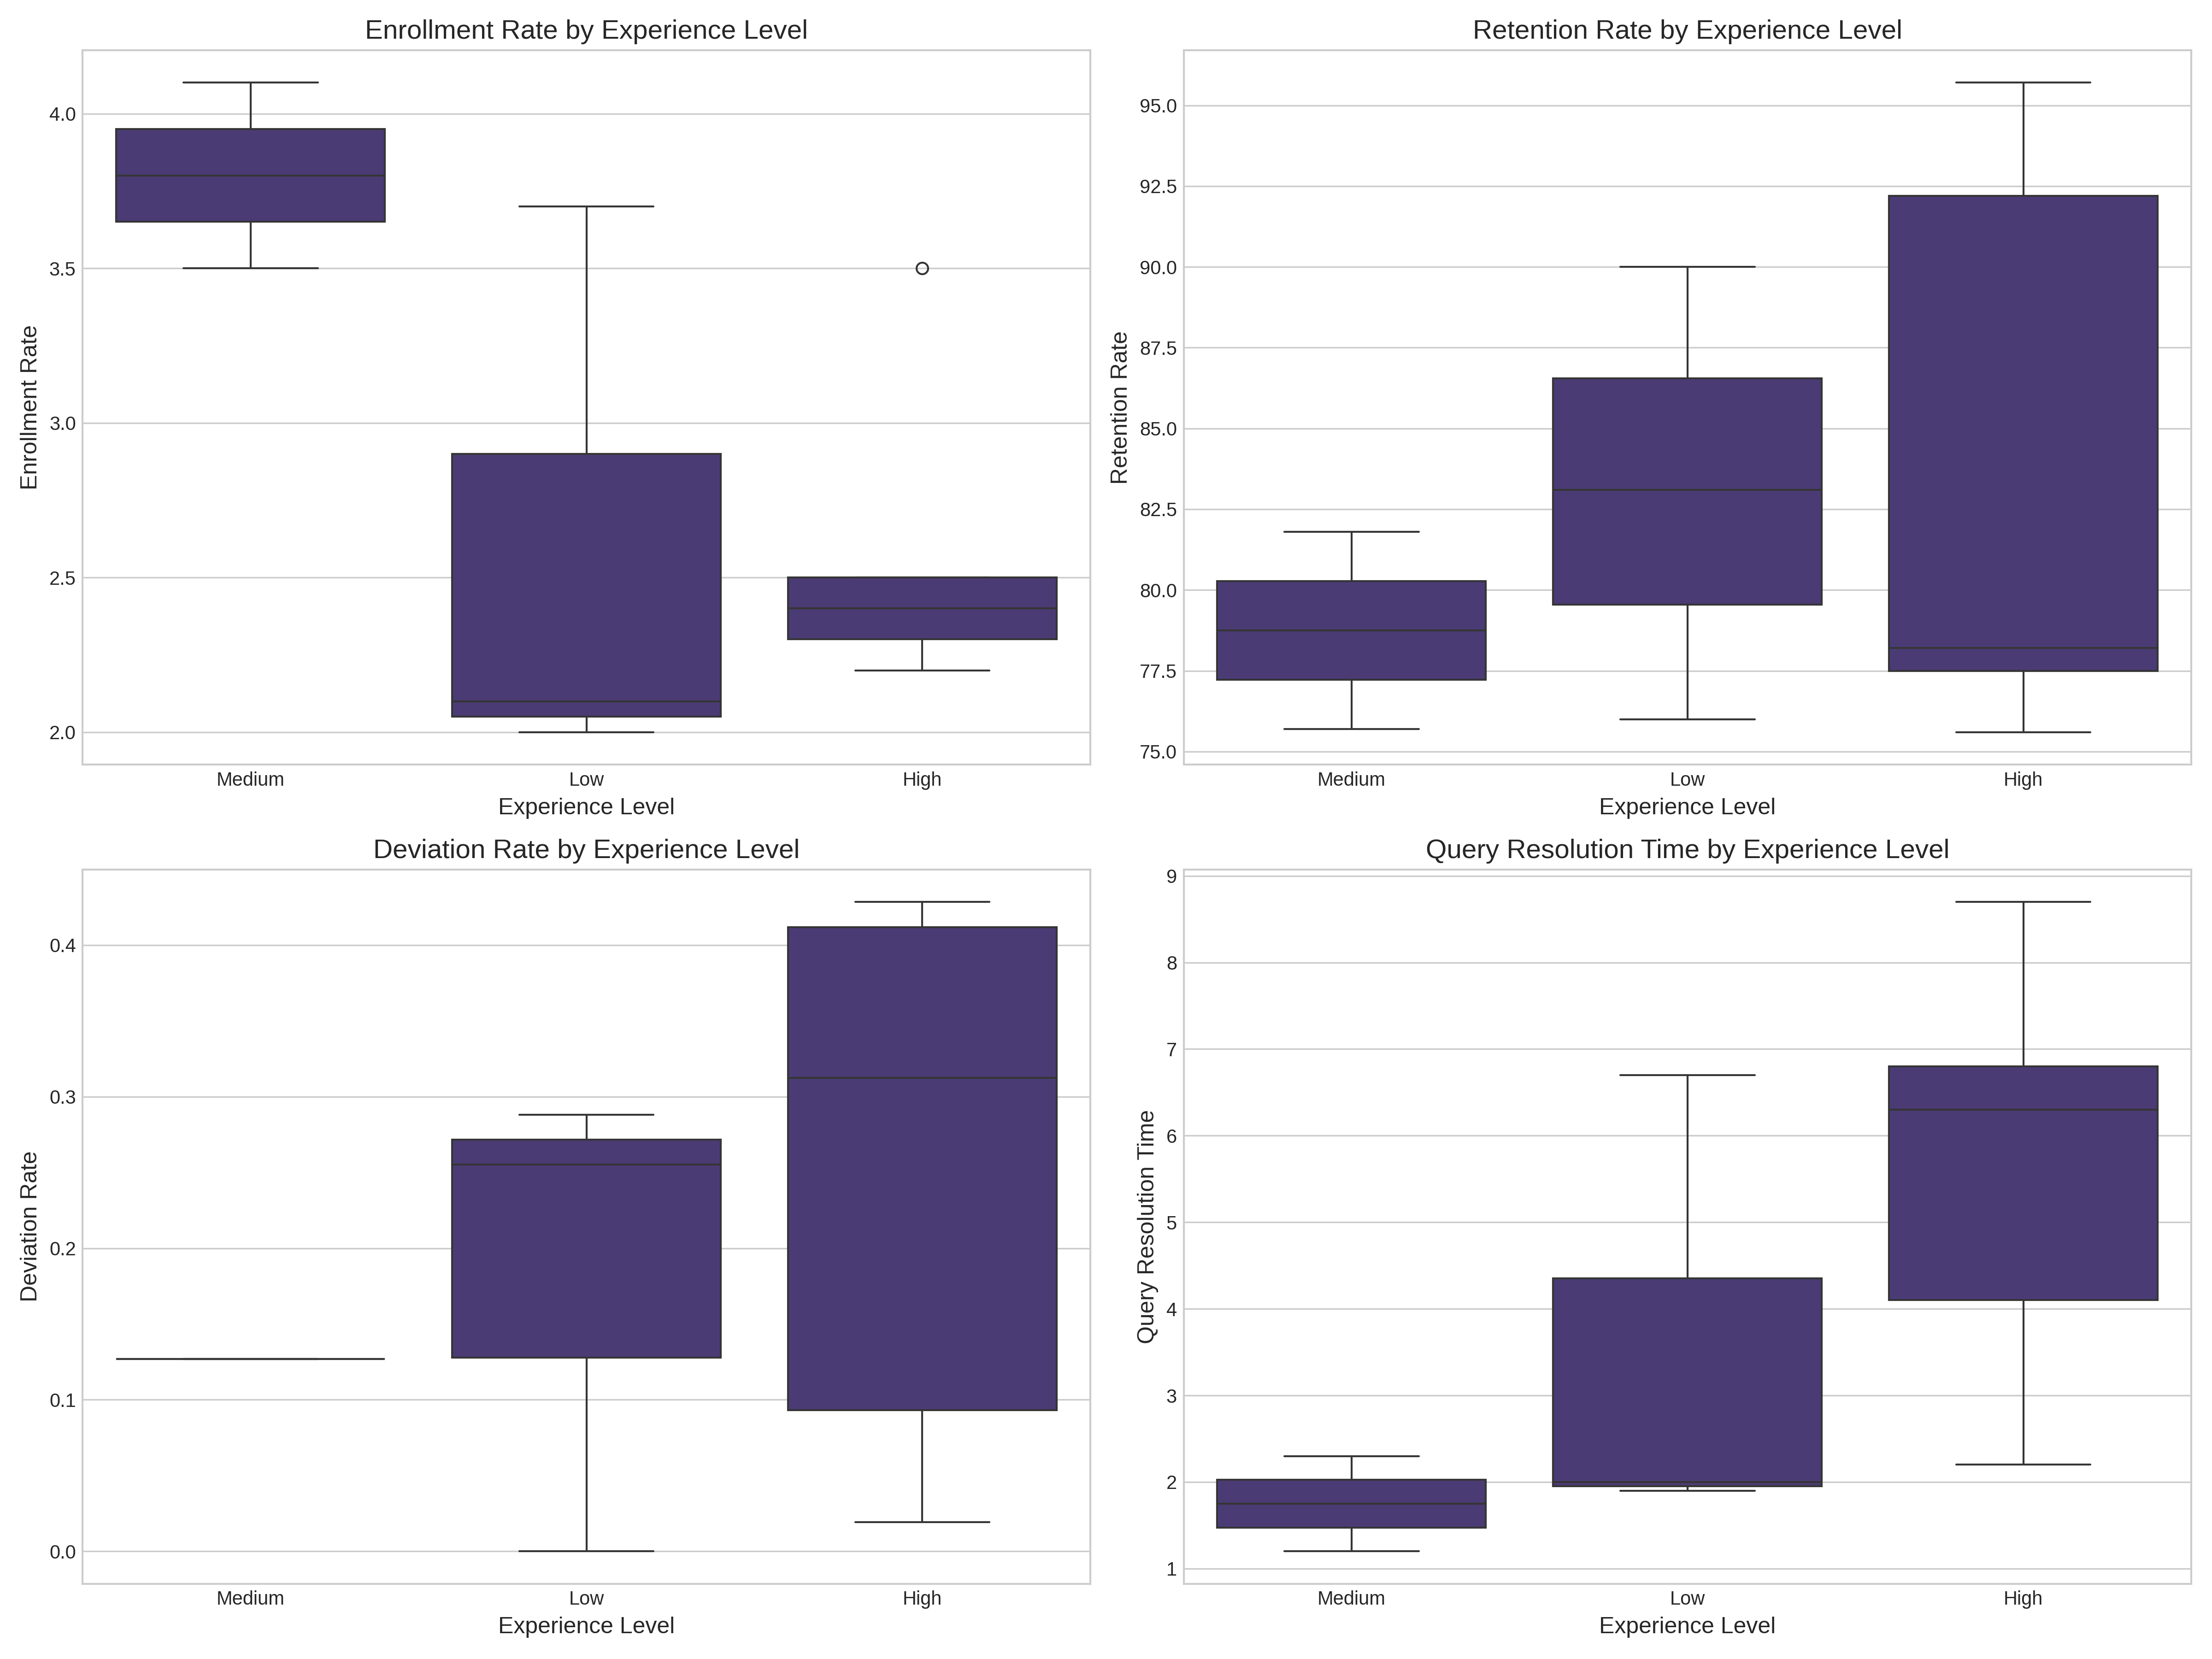 Enrollment Rate by Experience Level
Enrollment Rate
4.0
3.5
3.0
2.5
2.0
Medium Low High
Experience Level
Retention Rate by Experience Level
Retention Rate
95.0
92.5
90.0
87.5
85.0
82.5
80.0
77.5
75.0
Medium Low High
Experience Level
Deviation Rate by Experience Level
Deviation Rate
0.4
0.3
0.2
0.1
0.0
Medium Low High
Experience Level
Query Resolution Time by Experience Level
Query Resolution Time
9
8
7
6
5
4
3
2
1
Medium Low High
Experience Level